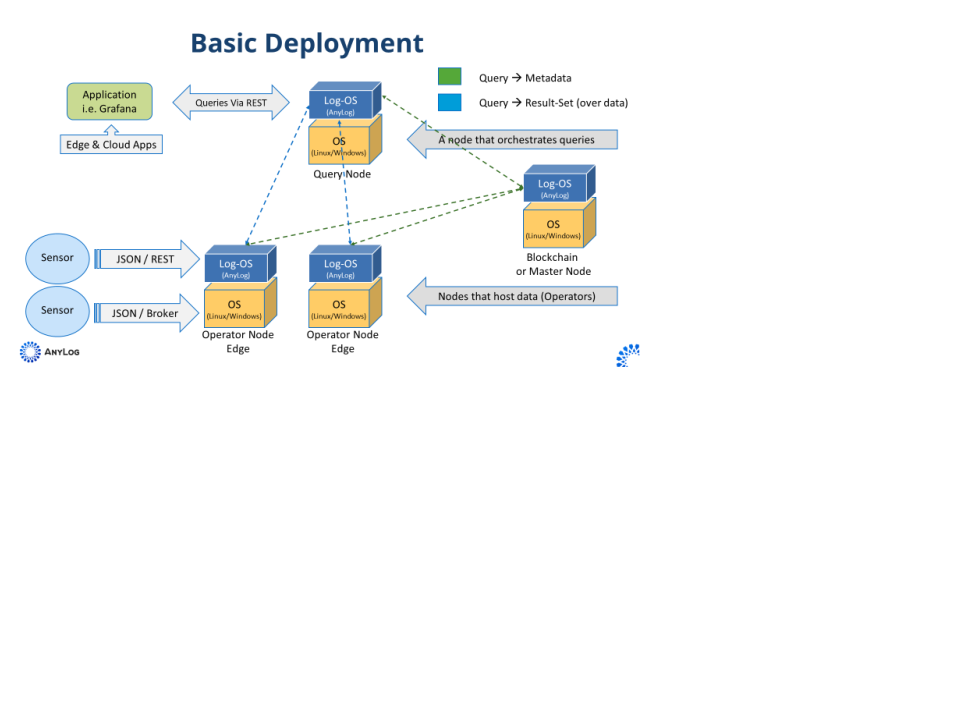 Basic Deployment
Query → Metadata
Query → Result-Set (over data)
Application
i.e. Grafana
Edge & Cloud Apps
Queries Via REST
Log-OS
(AnyLog)
OS
(Linux/Windows)
Query Node
A node that orchestrates queries
Log-OS
(AnyLog)
OS
(Linux/Windows)
Blockchain
or Master Node
Sensor
JSON / REST
Sensor
JSON / Broker
Log-OS
(AnyLog)
OS
(Linux/Windows)
Operator Node
Edge
Log-OS
(AnyLog)
OS
(Linux/Windows)
Operator Node
Edge
Nodes that host data (Operators)
ANYLOG